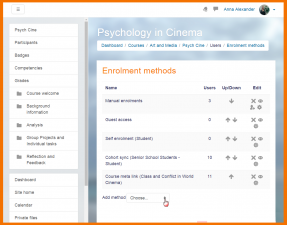 Anna Alexander
Psychology in Cinema
Dashboard / Courses / Art and Media / Psych Cine / Users / Enrolment methods
Psych Cine
Participants
Badges
Competencies
Grades
Course welcome
Background information
Analysis
Group Projects and individual tasks
Reflection and Feedback
Dashboard
Site home
Calendar
Private files
Enrolment methods
Name Users Up/Down Edit
Manual enrolments 0
Guest access 0
Self enrolment (Student) 0
Cohort sync (Senior School Students - Student) 10
Course meta link (Class and Conflict in World Cinema) 11
Add method Choose...